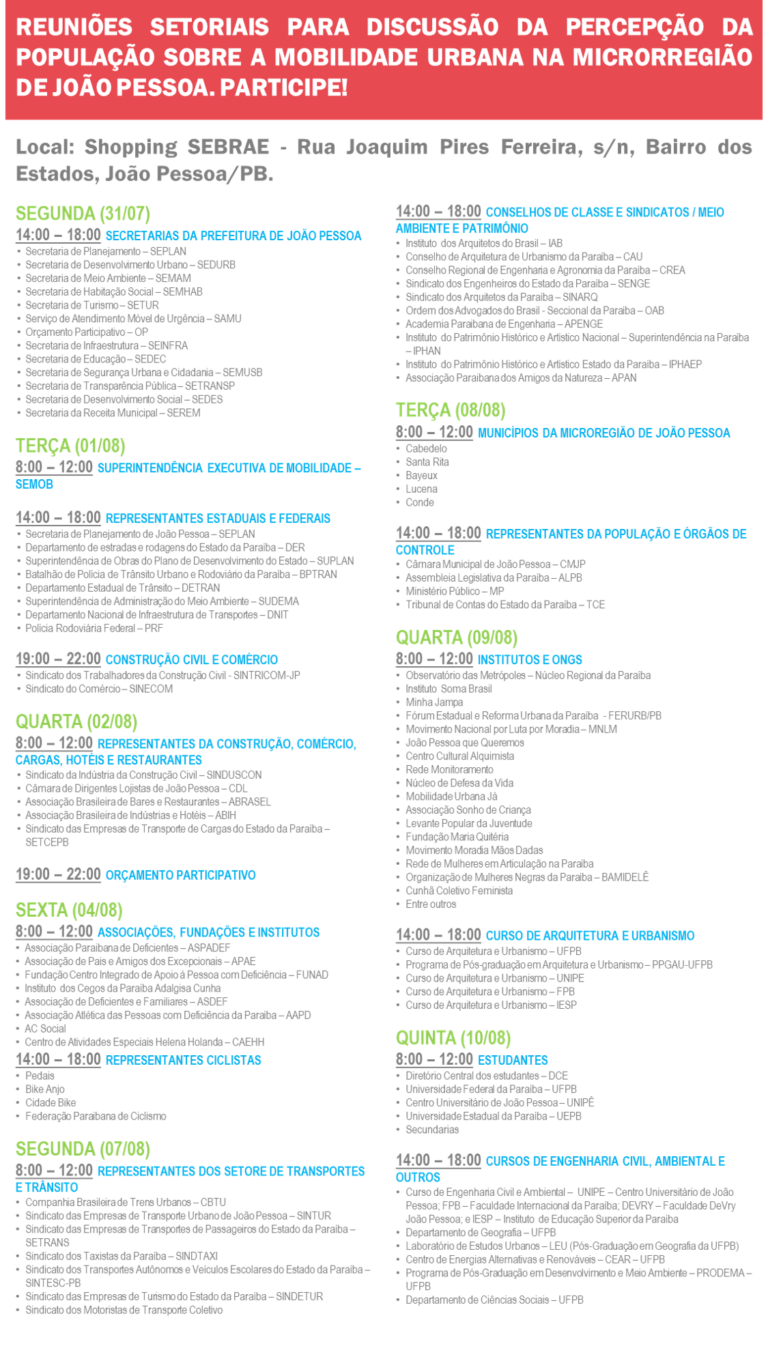 REUNIÕES SETORIAIS PARA DISCUSSÃO DA PERCEPÇÃO DA
POPULAÇÃO SOBRE A MOBILIDADE URBANA NA MICRORREGIÃO
DE JOÃO PESSOA. PARTICIPE!
Local: Shopping SEBRAE - Rua Joaquim Pires Ferreira, s/n, Bairro dos
Estados, João Pessoa/PB.
SEGUNDA (31/07)
14:00 – 18:00 SECRETARIAS DA PREFEITURA DE JOÃO PESSOA
• Secretaria de Planejamento – SEPLAN
• Secretaria de Desenvolvimento Urbano – SEDURB
• Secretaria de Meio Ambiente – SEMAM
• Secretaria de Habitação Social – SEMHAB
• Secretaria de Turismo – SETUR
• Serviço de Atendimento Móvel de Urgência – SAMU
• Orçamento Participativo – OP
• Secretaria de Infraestrutura – SEINFRA
• Secretaria de Educação – SEDEC
• Secretaria de Segurança Urbana e Cidadania – SEMUSB
• Secretaria de Transparência Pública – SETRANSP
• Secretaria de Desenvolvimento Social – SEDES
• Secretaria da Receita Municipal – SEREM
TERÇA (01/08)
8:00 – 12:00 SUPERINTENDÊNCIA EXECUTIVA DE MOBILIDADE –
SEMOB
14:00 – 18:00 REPRESENTANTES ESTADUAIS E FEDERAIS
• Secretaria de Planejamento de João Pessoa – SEPLAN
• Departamento de estradas e rodagens do Estado da Paraíba – DER
• Superintendência de Obras do Plano de Desenvolvimento do Estado – SUPLAN
• Batalhão de Policia de Trânsito Urbano e Rodoviário da Paraíba – BPTRAN
• Departamento Estadual de Trânsito – DETRAN
• Superintendência de Administração do Meio Ambiente – SUDEMA
• Departamento Nacional de Infraestrutura de Transportes – DNIT
• Policia Rodoviária Federal – PRF
19:00 – 22:00 CONSTRUÇÃO CIVIL E COMÉRCIO
• Sindicato dos Trabalhadores da Construção Civil - SINTRICOM-JP
• Sindicato do Comércio – SINECOM
QUARTA (02/08)
8:00 – 12:00 REPRESENTANTES DA CONSTRUÇÃO, COMÉRCIO,
CARGAS, HOTÉIS E RESTAURANTES
• Sindicato da Indústria da Construção Civil – SINDUSCON
• Câmara de Dirigentes Lojistas de João Pessoa – CDL
• Associação Brasileira de Bares e Restaurantes – ABRASEL
• Associação Brasileira de Indústrias e Hotéis – ABIH
• Sindicato das Empresas de Transporte de Cargas do Estado da Paraíba –
SETCEPB
19:00 – 22:00 ORÇAMENTO PARTICIPATIVO
SEXTA (04/08)
8:00 – 12:00 ASSOCIAÇÕES, FUNDAÇÕES E INSTITUTOS
• Associação Paraibana de Deficientes – ASPADEF
• Associação de Pais e Amigos dos Excepcionais – APAE
• Fundação Centro Integrado de Apoio à Pessoa com Deficiência – FUNAD
• Instituto dos Cegos da Paraíba Adalgisa Cunha
• Associação de Deficientes e Familiares – ASDEF
• Associação Atlética das Pessoas com Deficiência da Paraíba – AAPD
• AC Social
• Centro de Atividades Especiais Helena Holanda – CAEHH
14:00 – 18:00 REPRESENTANTES CICLISTAS
• Pedais
• Bike Anjo
• Cidade Bike
• Federação Paraibana de Ciclismo
SEGUNDA (07/08)
8:00 – 12:00 REPRESENTANTES DOS SETORE DE TRANSPORTES
E TRÂNSITO
• Companhia Brasileira de Trens Urbanos – CBTU
• Sindicato das Empresas de Transporte Urbano de João Pessoa – SINTUR
• Sindicato das Empresas de Transportes de Passageiros do Estado da Paraíba –
SETRANS
• Sindicato dos Taxistas da Paraíba – SINDTAXI
• Sindicato dos Transportes Autônomos e Veículos Escolares do Estado da Paraíba –
SINTESC-PB
• Sindicato das Empresas de Turismo do Estado da Paraíba – SINDETUR
• Sindicato dos Motoristas de Transporte Coletivo
14:00 – 18:00 CONSELHOS DE CLASSE E SINDICATOS / MEIO
AMBIENTE E PATRIMÔNIO
• Instituto dos Arquitetos do Brasil – IAB
• Conselho de Arquitetura de Urbanismo da Paraíba – CAU
• Conselho Regional de Engenharia e Agronomia da Paraíba – CREA
• Sindicato dos Engenheiros do Estado da Paraíba – SENGE
• Sindicato dos Arquitetos da Paraíba – SINARQ
• Ordem dos Advogados do Brasil - Seccional da Paraíba – OAB
• Academia Paraibana de Engenharia – APENGE
• Instituto do Patrimônio Histórico e Artístico Nacional – Superintendência na Paraíba
– IPHAN
• Instituto do Patrimônio Histórico e Artistico Estado da Paraíba – IPHAEP
• Associação Paraibana dos Amigos da Natureza – APAN
TERÇA (08/08)
8:00 – 12:00 MUNICÍPIOS DA MICROREGIÃO DE JOÃO PESSOA
• Cabedelo
• Santa Rita
• Bayeux
• Lucena
• Conde
14:00 – 18:00 REPRESENTANTES DA POPULAÇÃO E ÓRGÃOS DE
CONTROLE
• Câmara Municipal de João Pessoa – CMJP
• Assembleia Legislativa da Paraíba – ALPB
• Ministério Público – MP
• Tribunal de Contas do Estado da Paraíba – TCE
QUARTA (09/08)
8:00 – 12:00 INSTITUTOS E ONGS
• Observatório das Metrópoles – Núcleo Regional da Paraíba
• Instituto Soma Brasil
• Minha Jampa
• Fórum Estadual e Reforma Urbana da Paraíba - FERURB/PB
• Movimento Nacional por Luta por Moradia – MNLM
• João Pessoa que Queremos
• Centro Cultural Alquimista
• Rede Monitoramento
• Núcleo de Defesa da Vida
• Mobilidade Urbana Já
• Associação Sonho de Criança
• Levante Popular da Juventude
• Fundação Maria Quitéria
• Movimento Moradia Mãos Dadas
• Rede de Mulheres em Articulação na Paraíba
• Organização de Mulheres Negras da Paraíba – BAMIDELÊ
• Cunhã Coletivo Feminista
• Entre outros
14:00 – 18:00 CURSO DE ARQUITETURA E URBANISMO
• Curso de Arquitetura e Urbanismo – UFPB
• Programa de Pós-graduação em Arquitetura e Urbanismo – PPGAU-UFPB
• Curso de Arquitetura e Urbanismo – UNIPE
• Curso de Arquitetura e Urbanismo – FPB
• Curso de Arquitetura e Urbanismo – IESP
QUINTA (10/08)
8:00 – 12:00 ESTUDANTES
• Diretório Central dos estudantes – DCE
• Universidade Federal da Paraíba – UFPB
• Centro Universitário de João Pessoa – UNIPÊ
• Universidade Estadual da Paraíba – UEPB
• Secundarias
14:00 – 18:00 CURSOS DE ENGENHARIA CIVIL, AMBIENTAL E
OUTROS
• Curso de Engenharia Civil e Ambiental – UNIPE – Centro Universitário de João
Pessoa; FPB – Faculdade Internacional da Paraíba; DEVRY – Faculdade DeVry
João Pessoa; e IESP – Instituto de Educação Superior da Paraíba
• Departamento de Geografia – UFPB
• Laboratório de Estudos Urbanos – LEU (Pós-Graduação em Geografia da UFPB)
• Centro de Energias Alternativas e Renováveis – CEAR – UFPB
• Programa de Pós-Graduação em Desenvolvimento e Meio Ambiente – PRODEMA –
UFPB
• Departamento de Ciências Sociais – UFPB